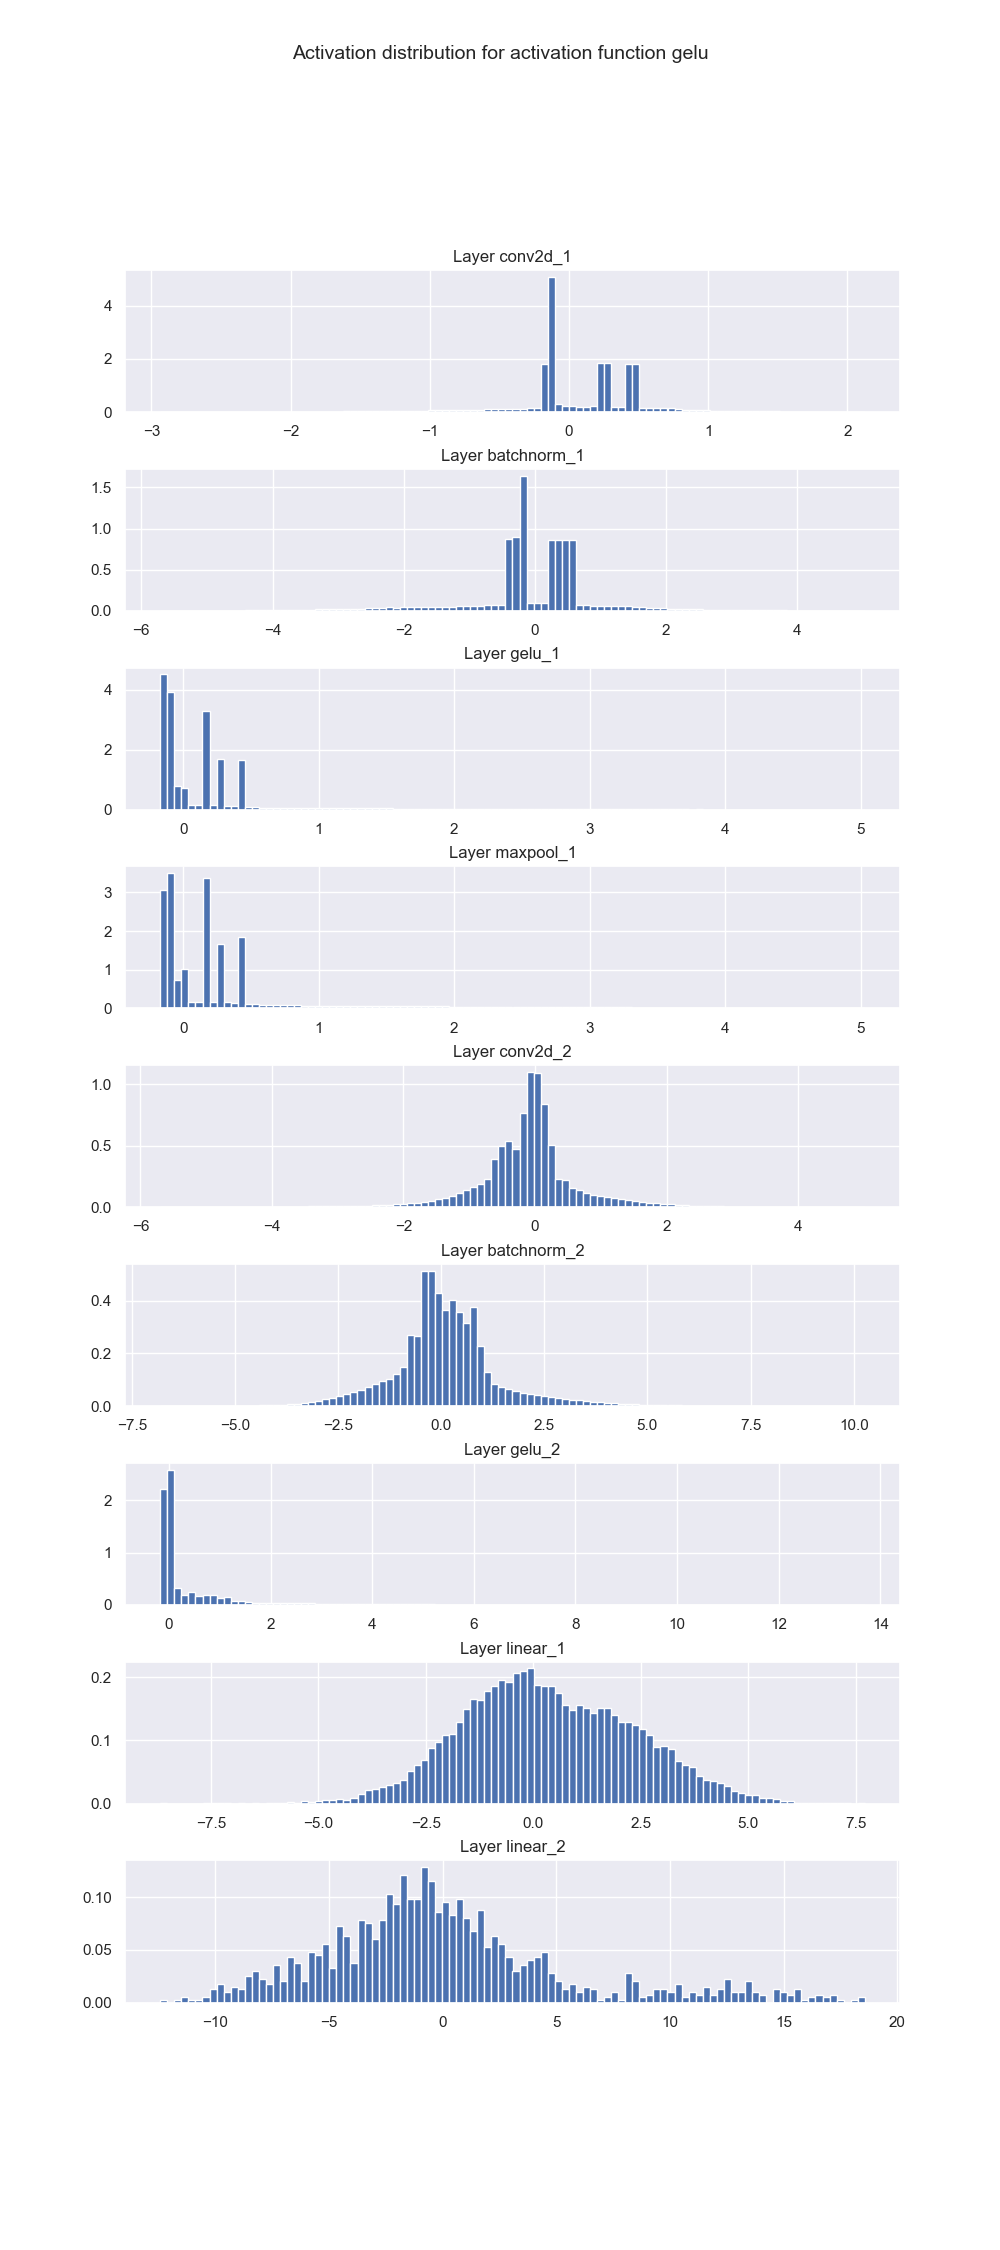 Activation distribution for activation function gelu
Layer conv2d_1
4
2
0
−3 −2 −1 0 1 2
Layer batchnorm_1
1.5
1.0
0.5
0.0
−6 −4 −2 0 2 4
Layer gelu_1
4
2
0
0 1 2 3 4 5
Layer maxpool_1
3
2
1
0
0 1 2 3 4 5
Layer conv2d_2
1.0
0.5
0.0
−6 −4 −2 0 2 4
Layer batchnorm_2
0.4
0.2
0.0
−7.5 −5.0 −2.5 0.0 2.5 5.0 7.5 10.0
Layer gelu_2
2
1
0
0 2 4 6 8 10 12 14
Layer linear_1
0.2
0.1
0.0
−7.5 −5.0 −2.5 0.0 2.5 5.0 7.5
Layer linear_2
0.10
0.05
0.00
−10 −5 0 5 10 15 20